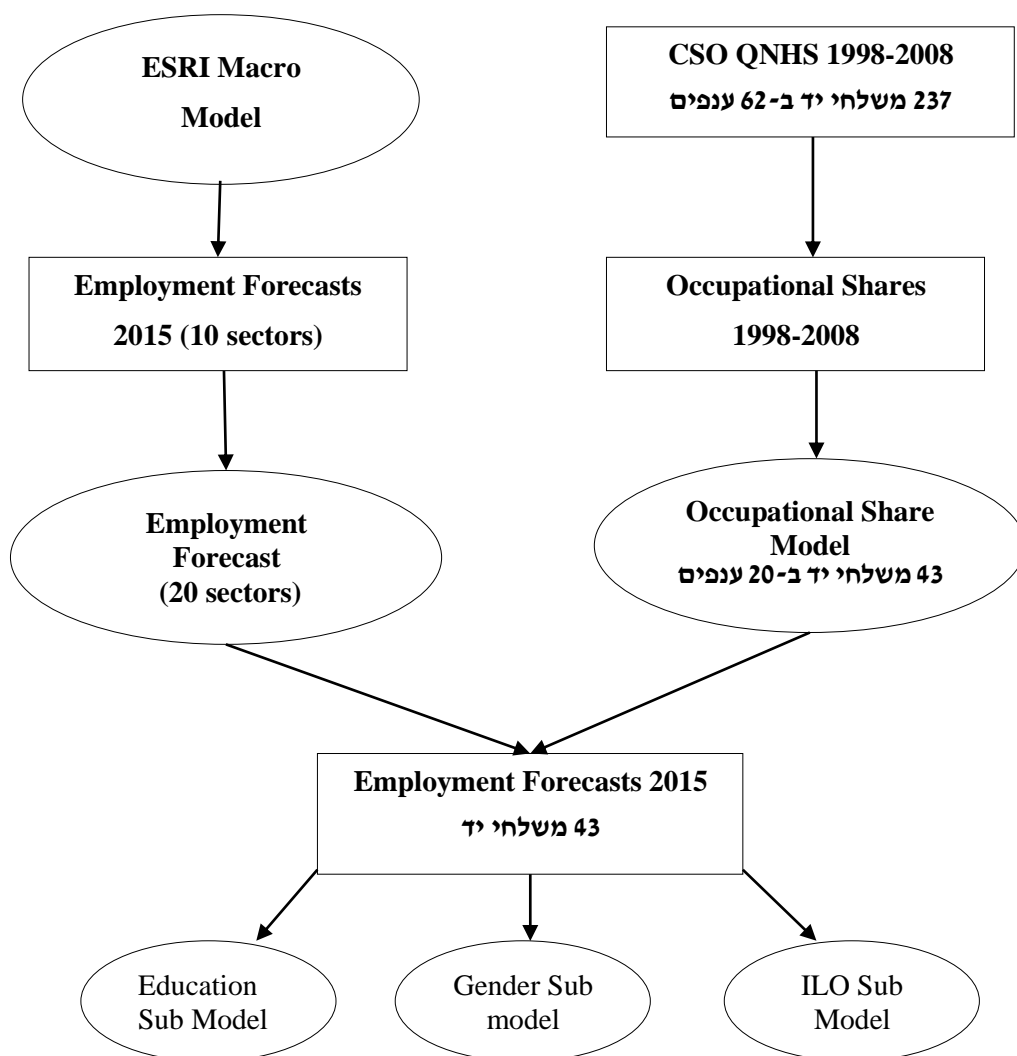 ESRI Macro
Model
CSO QNHS 1998-2008
237 משלחי יד ב-62 ענפים
Employment Forecasts
2015 (10 sectors)
Occupational Shares
1998-2008
Employment
Forecast
(20 sectors)
Occupational Share
Model
43 משלחי יד ב-20 ענפים
Employment Forecasts 2015
43 משלחי יד
Education
Sub Model
Gender Sub
model
ILO Sub
Model